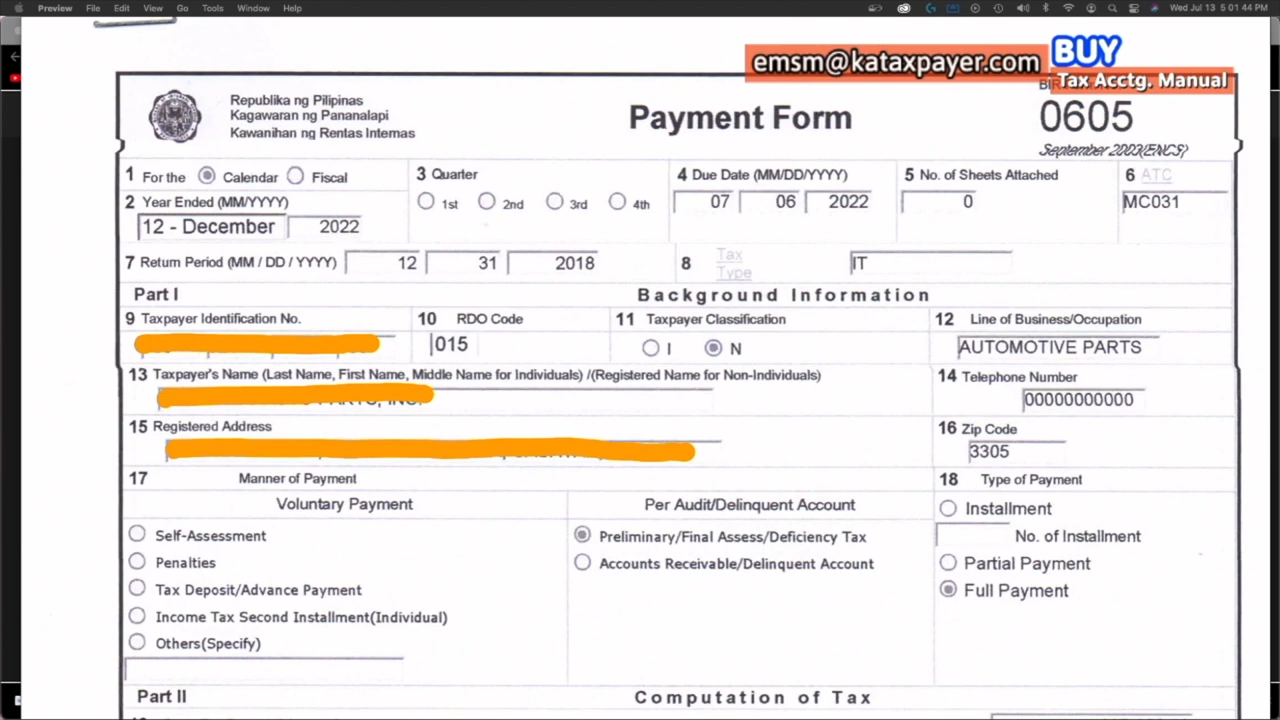 Preview File Edit View Go Tools Window Help Wed Jul 13 5:01:44 PM
emsm@kataxpayer.com BUY
Tax Acctg. Manual
Republika ng Pilipinas
Kagawaran ng Pananalapi
Kawanihan ng Rentas Internas
Payment Form
0605
September 2003(ENCS)
1 For the Calendar Fiscal
2 Year Ended (MM/YYYY)
12 - December 2022
3 Quarter
1st 2nd 3rd 4th
4 Due Date (MM/DD/YYYY)
07 06 2022
5 No. of Sheets Attached
0
6 ATC
MC031
7 Return Period (MM / DD / YYYY) 12 31 2018
8 Tax
Type
IT
Part I Background Information
9 Taxpayer Identification No.
10 RDO Code
015
11 Taxpayer Classification
I N
12 Line of Business/Occupation
AUTOMOTIVE PARTS
13 Taxpayer's Name (Last Name, First Name, Middle Name for Individuals) /(Registered Name for Non-Individuals)
14 Telephone Number
00000000000
15 Registered Address
16 Zip Code
3305
17 Manner of Payment
18 Type of Payment
Voluntary Payment
Per Audit/Delinquent Account
Self-Assessment
Penalties
Tax Deposit/Advance Payment
Income Tax Second Installment(Individual)
Others(Specify)
Preliminary/Final Assess/Deficiency Tax
Accounts Receivable/Delinquent Account
Installment
No. of Installment
Partial Payment
Full Payment
Part II Computation of Tax